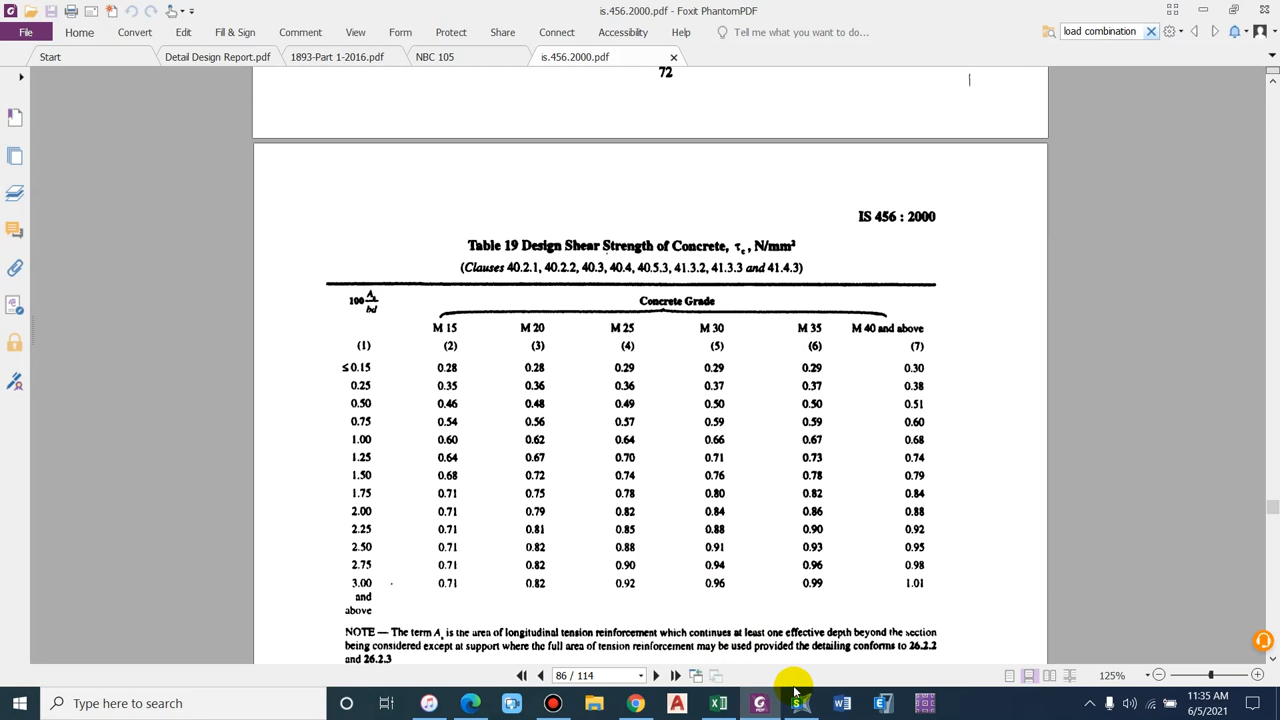 is.456.2000.pdf - Foxit PhantomPDF
File Home Convert Edit Fill & Sign Comment View Form Protect Share Connect Accessibility Help Tell me what you want to do... load combination
Start Detail Design Report.pdf 1893-Part 1-2016.pdf NBC 105 is.456.2000.pdf
72
IS 456 : 2000
Table 19 Design Shear Strength of Concrete, τc , N/mm²
(Clauses 40.2.1, 40.2.2, 40.3, 40.4, 40.5.3, 41.3.2, 41.3.3 and 41.4.3)
100 As/bd Concrete Grade
M 15 M 20 M 25 M 30 M 35 M 40 and above
(1) (2) (3) (4) (5) (6) (7)
≤ 0.15 0.28 0.28 0.29 0.29 0.29 0.30
0.25 0.35 0.36 0.36 0.37 0.37 0.38
0.50 0.46 0.48 0.49 0.50 0.50 0.51
0.75 0.54 0.56 0.57 0.59 0.59 0.60
1.00 0.60 0.62 0.64 0.66 0.67 0.68
1.25 0.64 0.67 0.70 0.71 0.73 0.74
1.50 0.68 0.72 0.74 0.76 0.78 0.79
1.75 0.71 0.75 0.78 0.80 0.82 0.84
2.00 0.71 0.79 0.82 0.84 0.86 0.88
2.25 0.71 0.81 0.85 0.88 0.90 0.92
2.50 0.71 0.82 0.88 0.91 0.93 0.95
2.75 0.71 0.82 0.90 0.94 0.96 0.98
3.00 0.71 0.82 0.92 0.96 0.99 1.01
and
above
NOTE — The term As is the area of longitudinal tension reinforcement which continues at least one effective depth beyond the section
being considered except at support where the full area of tension reinforcement may be used provided the detailing conforms to 26.2.2
and 26.2.3
86 / 114 125%
Type here to search 11:35 AM
6/5/2021